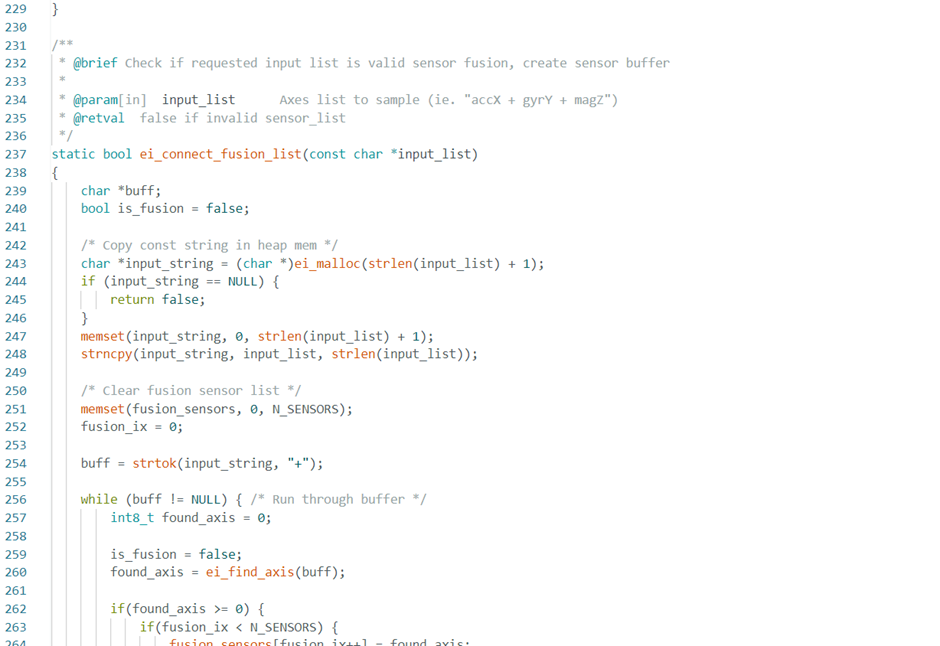 229 }
230
231 /**
232  * @brief Check if requested input list is valid sensor fusion, create sensor buffer
233  *
234  * @param[in]  input_list      Axes list to sample (ie. "accX + gyrY + magZ")
235  * @retval  false if invalid sensor_list
236  */
237 static bool ei_connect_fusion_list(const char *input_list)
238 {
239     char *buff;
240     bool is_fusion = false;
241
242     /* Copy const string in heap mem */
243     char *input_string = (char *)ei_malloc(strlen(input_list) + 1);
244     if (input_string == NULL) {
245         return false;
246     }
247     memset(input_string, 0, strlen(input_list) + 1);
248     strncpy(input_string, input_list, strlen(input_list));
249
250     /* Clear fusion sensor list */
251     memset(fusion_sensors, 0, N_SENSORS);
252     fusion_ix = 0;
253
254     buff = strtok(input_string, "+");
255
256     while (buff != NULL) { /* Run through buffer */
257         int8_t found_axis = 0;
258
259         is_fusion = false;
260         found_axis = ei_find_axis(buff);
261
262         if(found_axis >= 0) {
263             if(fusion_ix < N_SENSORS) {
264                 fusion_sensors[fusion_ix++] = found_axis;